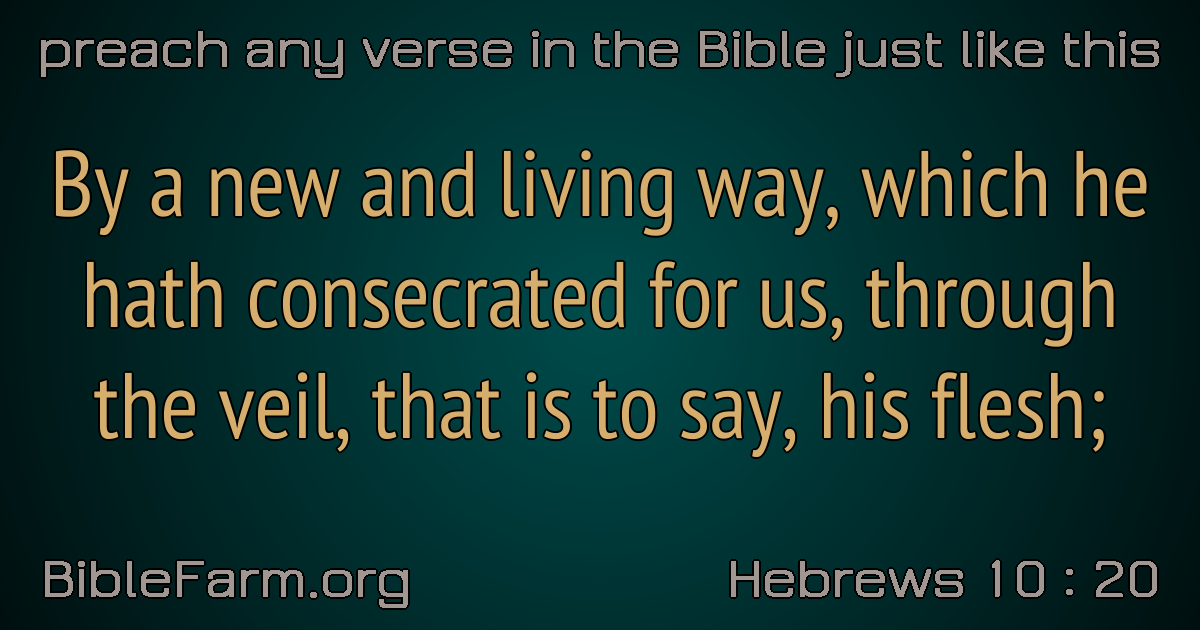 preach any verse in the Bible just like this
By a new and living way, which he
hath consecrated for us, through
the veil, that is to say, his flesh;
BibleFarm.org
Hebrews 10 : 20